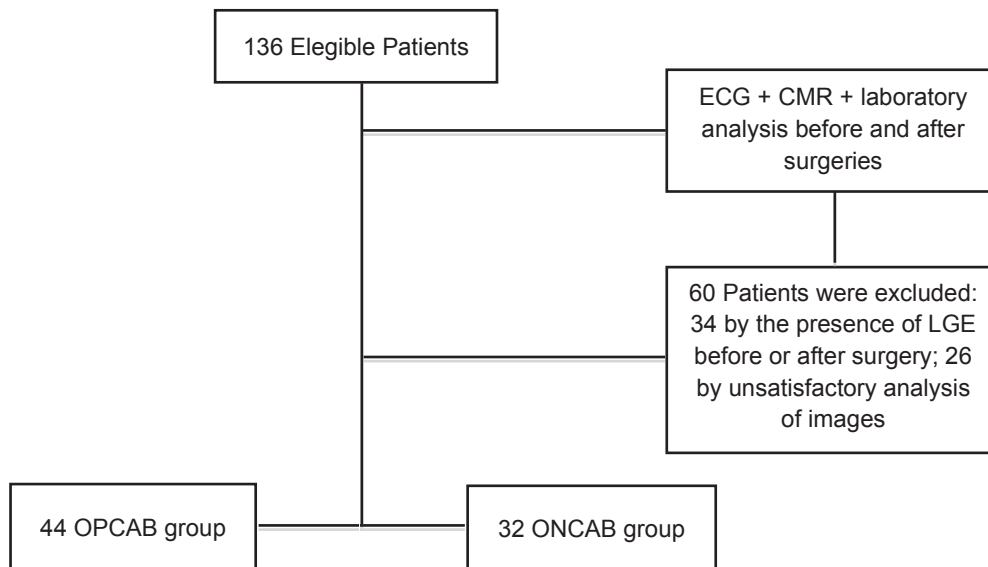 136 Elegible Patients
ECG + CMR + laboratory
analysis before and after
surgeries
60 Patients were excluded:
34 by the presence of LGE
before or after surgery; 26
by unsatisfactory analysis
of images
44 OPCAB group
32 ONCAB group